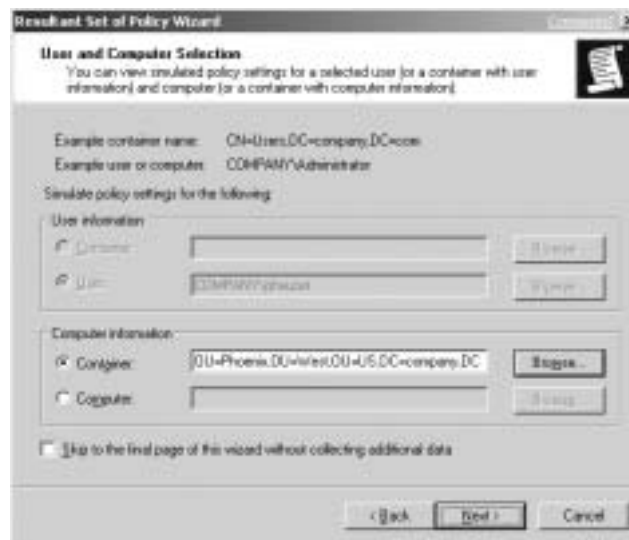 Resultant Set of Policy Wizard
User and Computer Selection
You can view simulated policy settings for a selected user (or a container with user
information) and computer (or a container with computer information).
Example container name: CN=Users,DC=company,DC=com
Example user or computer: COMPANY\Administrator
Simulate policy settings for the following:
User information
Container: Browse...
User: COMPANY\ Browse...
Computer information
Container: OU=Phoenix,OU=West,OU=US,DC=company,DC Browse...
Computer: Browse...
Skip to the final page of this wizard without collecting additional data
< Back Next > Cancel